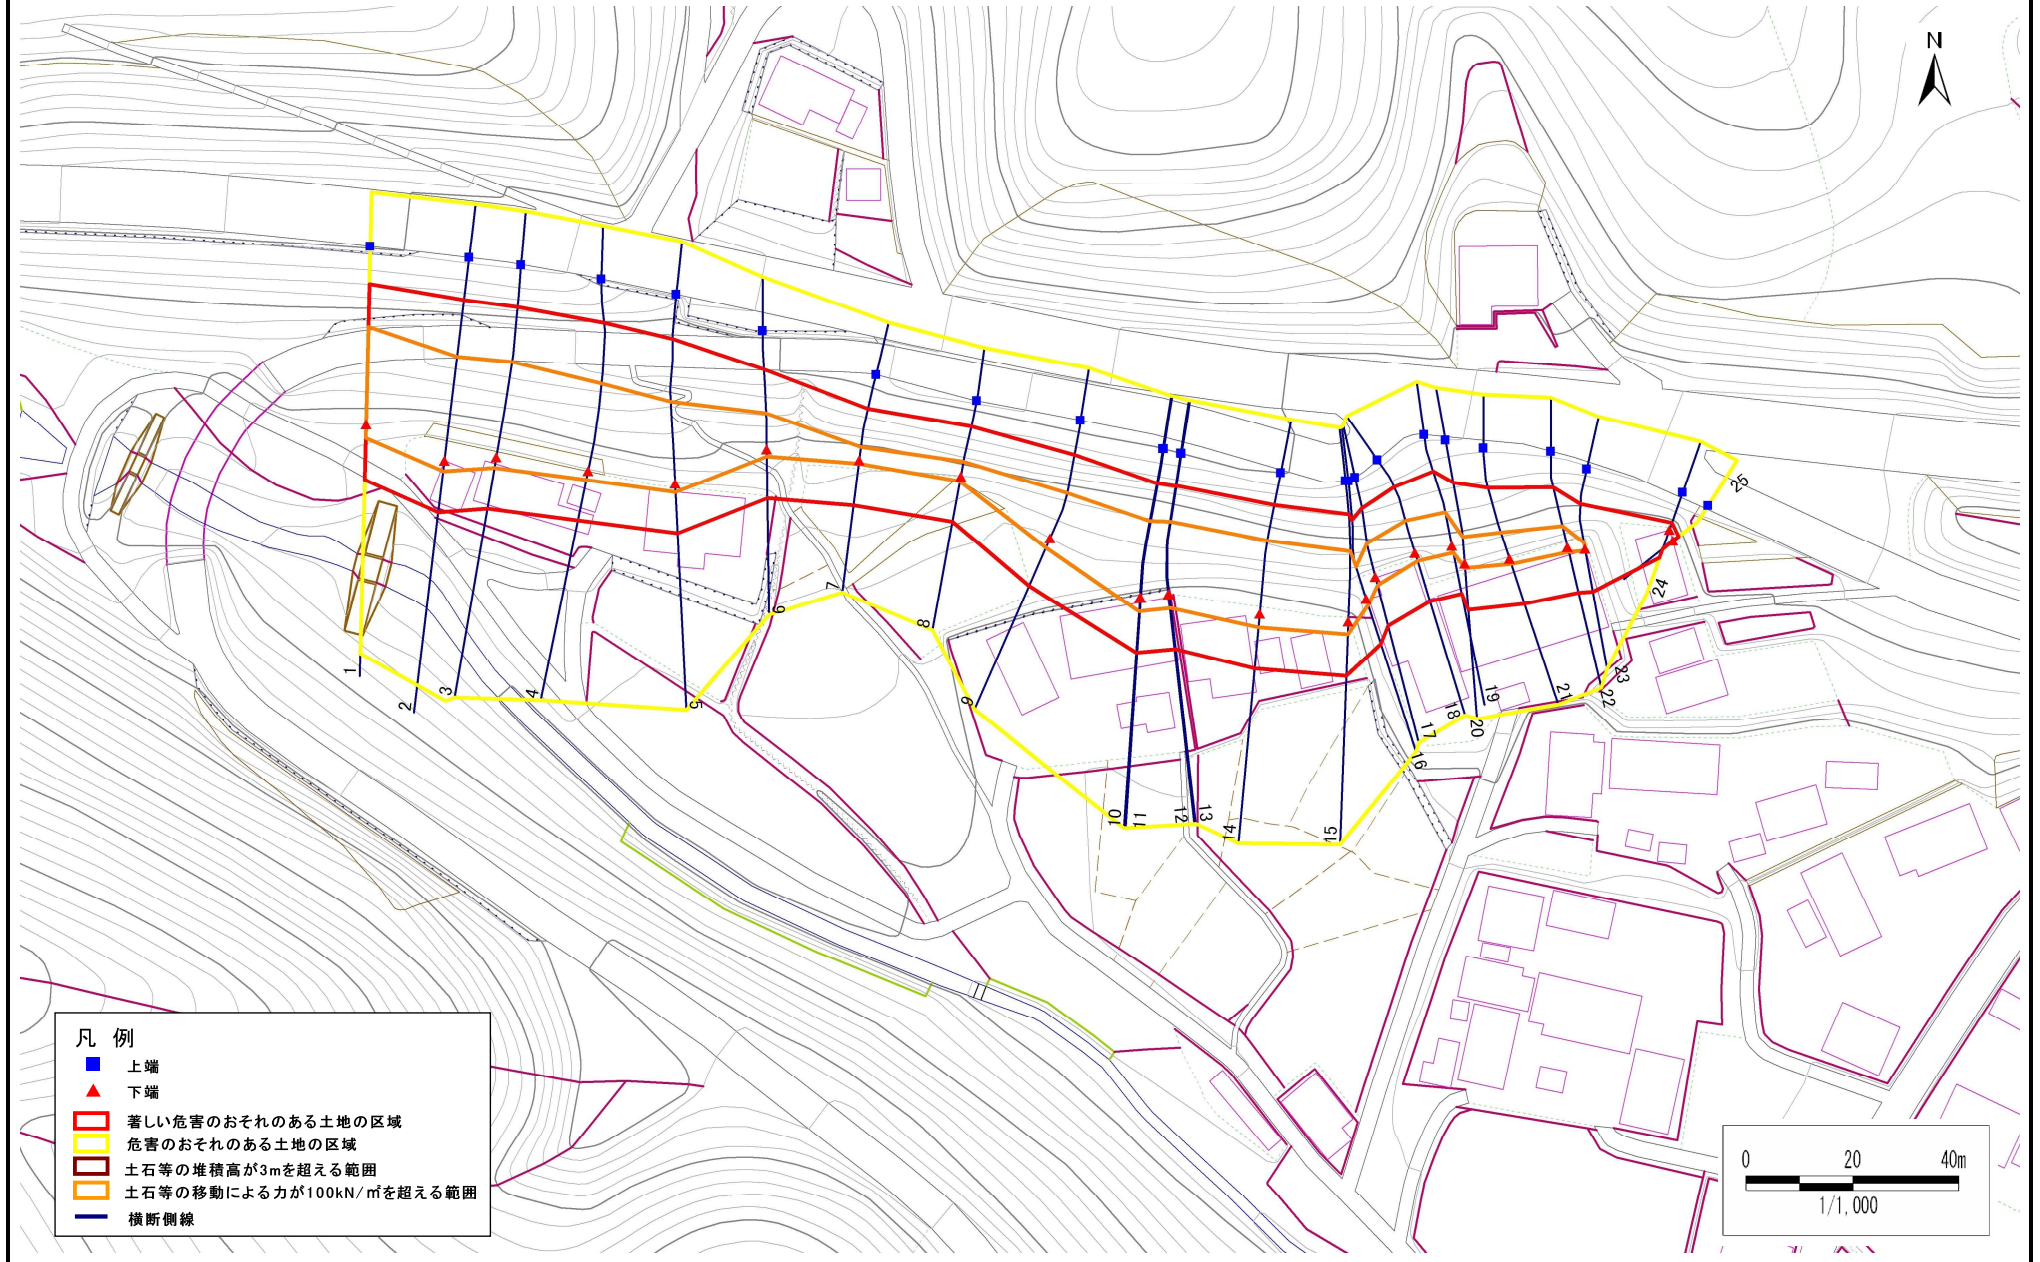 N
25
24
23
22
21
19
20
18
17
16
15
14
13
12
11
10
9
8
7
6
5
4
3
2
1
凡 例
上端
下端
著しい危害のおそれのある土地の区域
危害のおそれのある土地の区域
土石等の堆積高が3mを超える範囲
土石等の移動による力が100kN/㎡を超える範囲
横断側線
0 20 40m
1/1,000